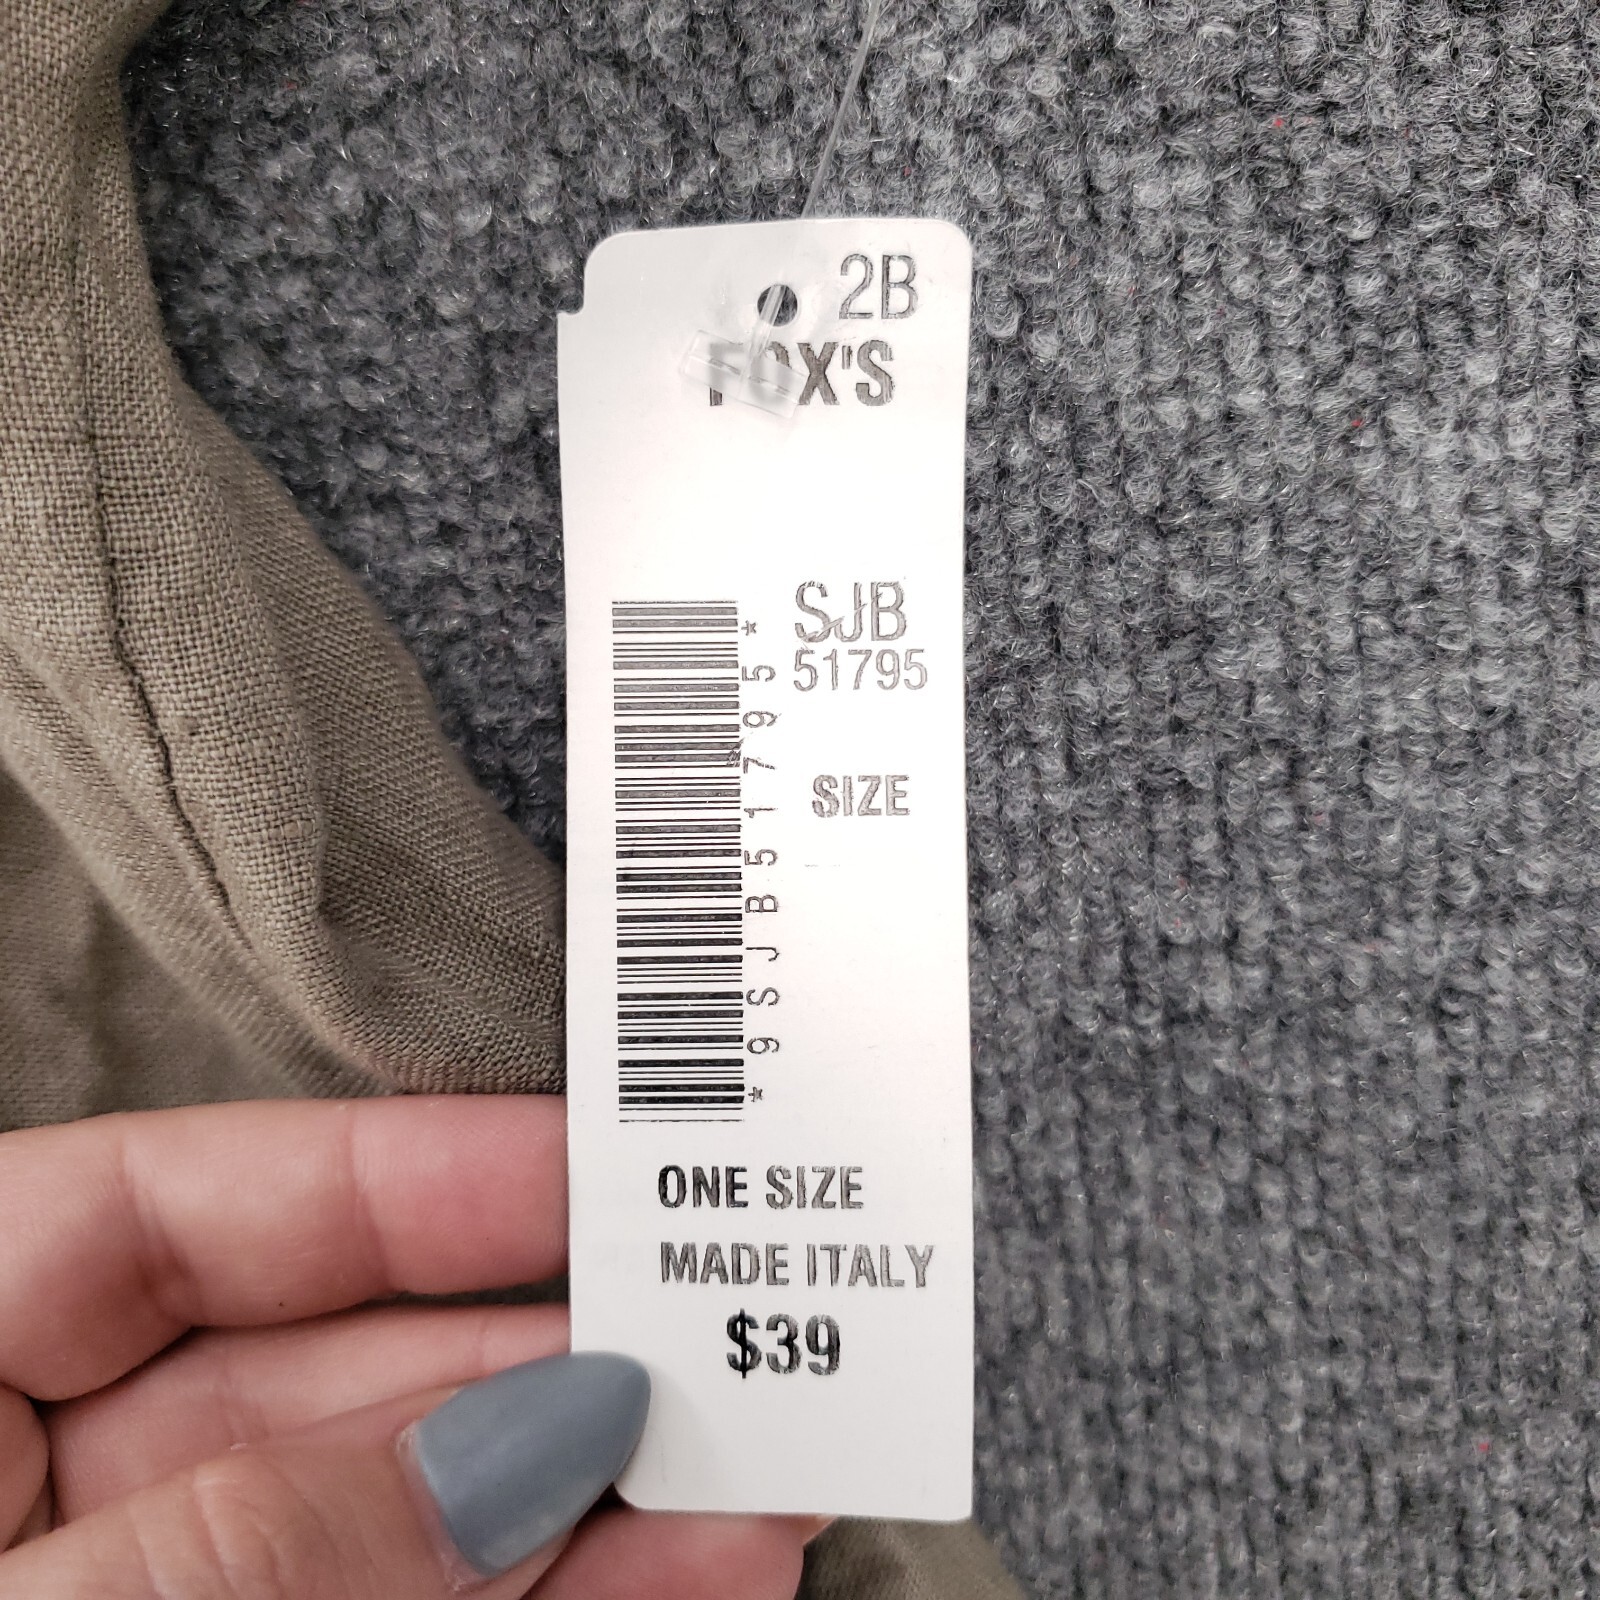 2B
FOX'S
SJB
51795
*9SJB51795*
SIZE
ONE SIZE
MADE ITALY
$39